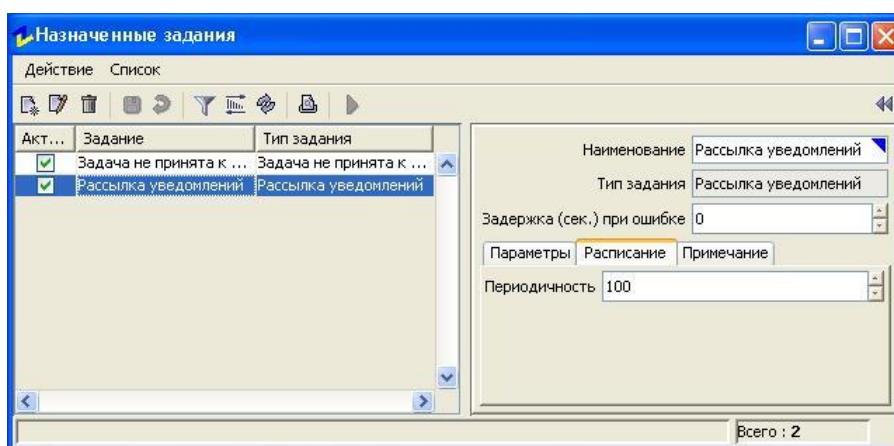 Назначенные задания
Действие Список
Акт... Задание Тип задания
Задача не принята к ... Задача не принята к ...
Рассылка уведомлений Рассылка уведомлений
Наименование Рассылка уведомлений
Тип задания Рассылка уведомлений
Задержка (сек.) при ошибке 0
Параметры Расписание Примечание
Периодичность 100
Всего : 2